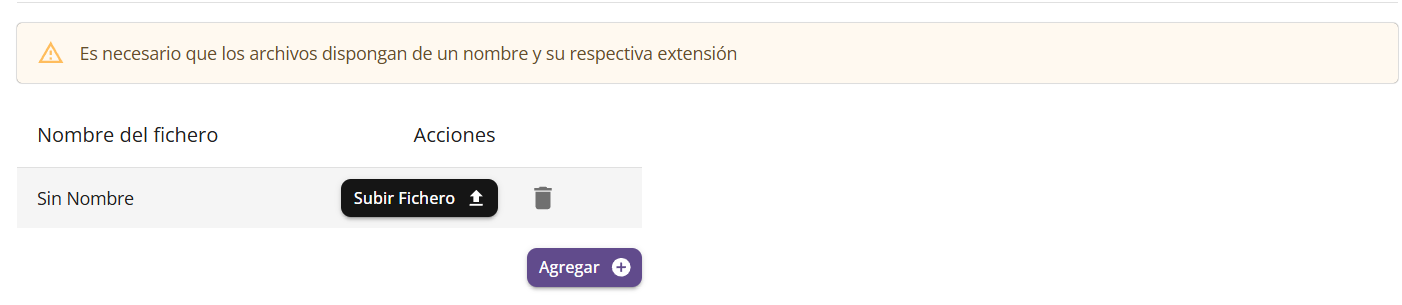 Es necesario que los archivos dispongan de un nombre y su respectiva extensión
Nombre del fichero Acciones
Sin Nombre Subir Fichero
Agregar